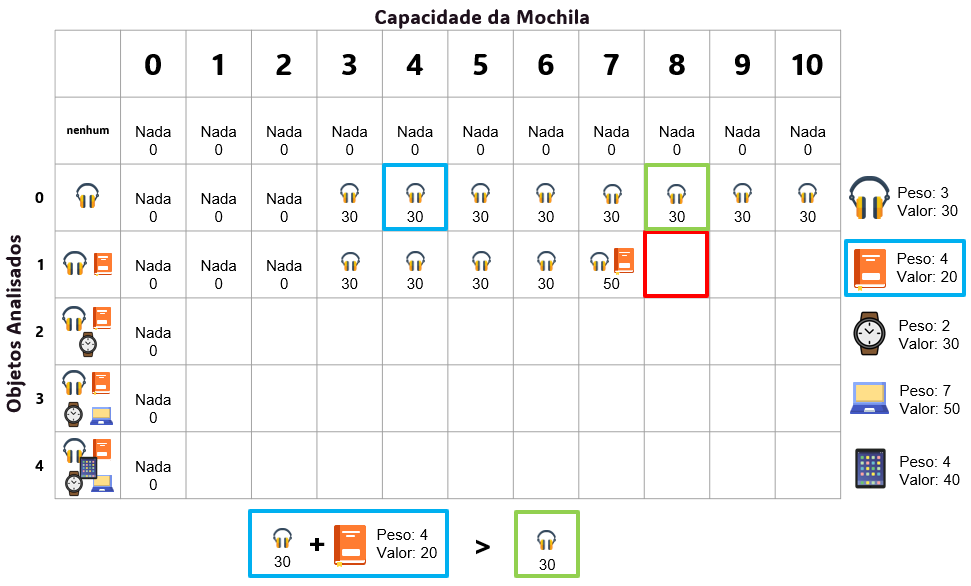 Capacidade da Mochila
0 1 2 3 4 5 6 7 8 9 10
nenhum
Nada Nada Nada Nada Nada Nada Nada Nada Nada Nada Nada
0 0 0 0 0 0 0 0 0 0 0
Objetos Analisados
0
Nada Nada Nada
0 0 0 30 30 30 30 30 30 30 30
Peso: 3
Valor: 30
1
Nada Nada Nada
0 0 0 30 30 30 30 50
Peso: 4
Valor: 20
2
Nada
0
Peso: 2
Valor: 30
3
Nada
0
Peso: 7
Valor: 50
4
Nada
0
Peso: 4
Valor: 40
30
+
Peso: 4
Valor: 20
>
30